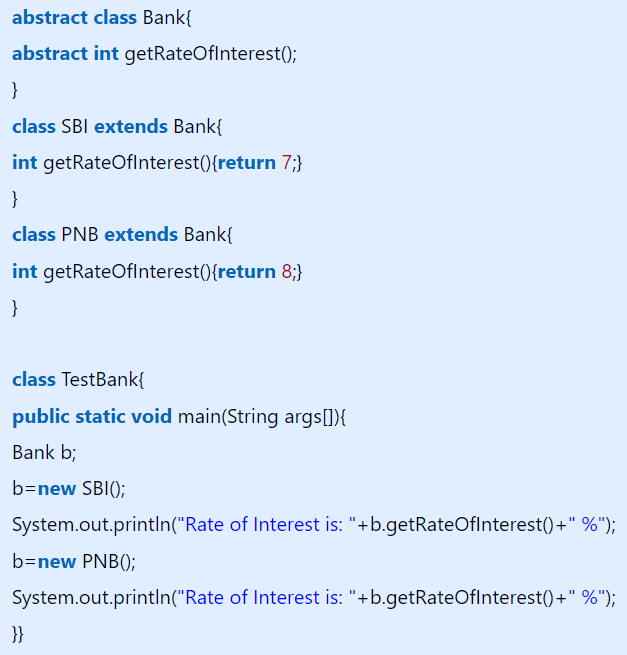 abstract class Bank{
abstract int getRateOfInterest();
}
class SBI extends Bank{
int getRateOfInterest(){return 7;}
}
class PNB extends Bank{
int getRateOfInterest(){return 8;}
}
class TestBank{
public static void main(String args[]){
Bank b;
b=new SBI();
System.out.println("Rate of Interest is: "+b.getRateOfInterest()+" %");
b=new PNB();
System.out.println("Rate of Interest is: "+b.getRateOfInterest()+" %");
}}